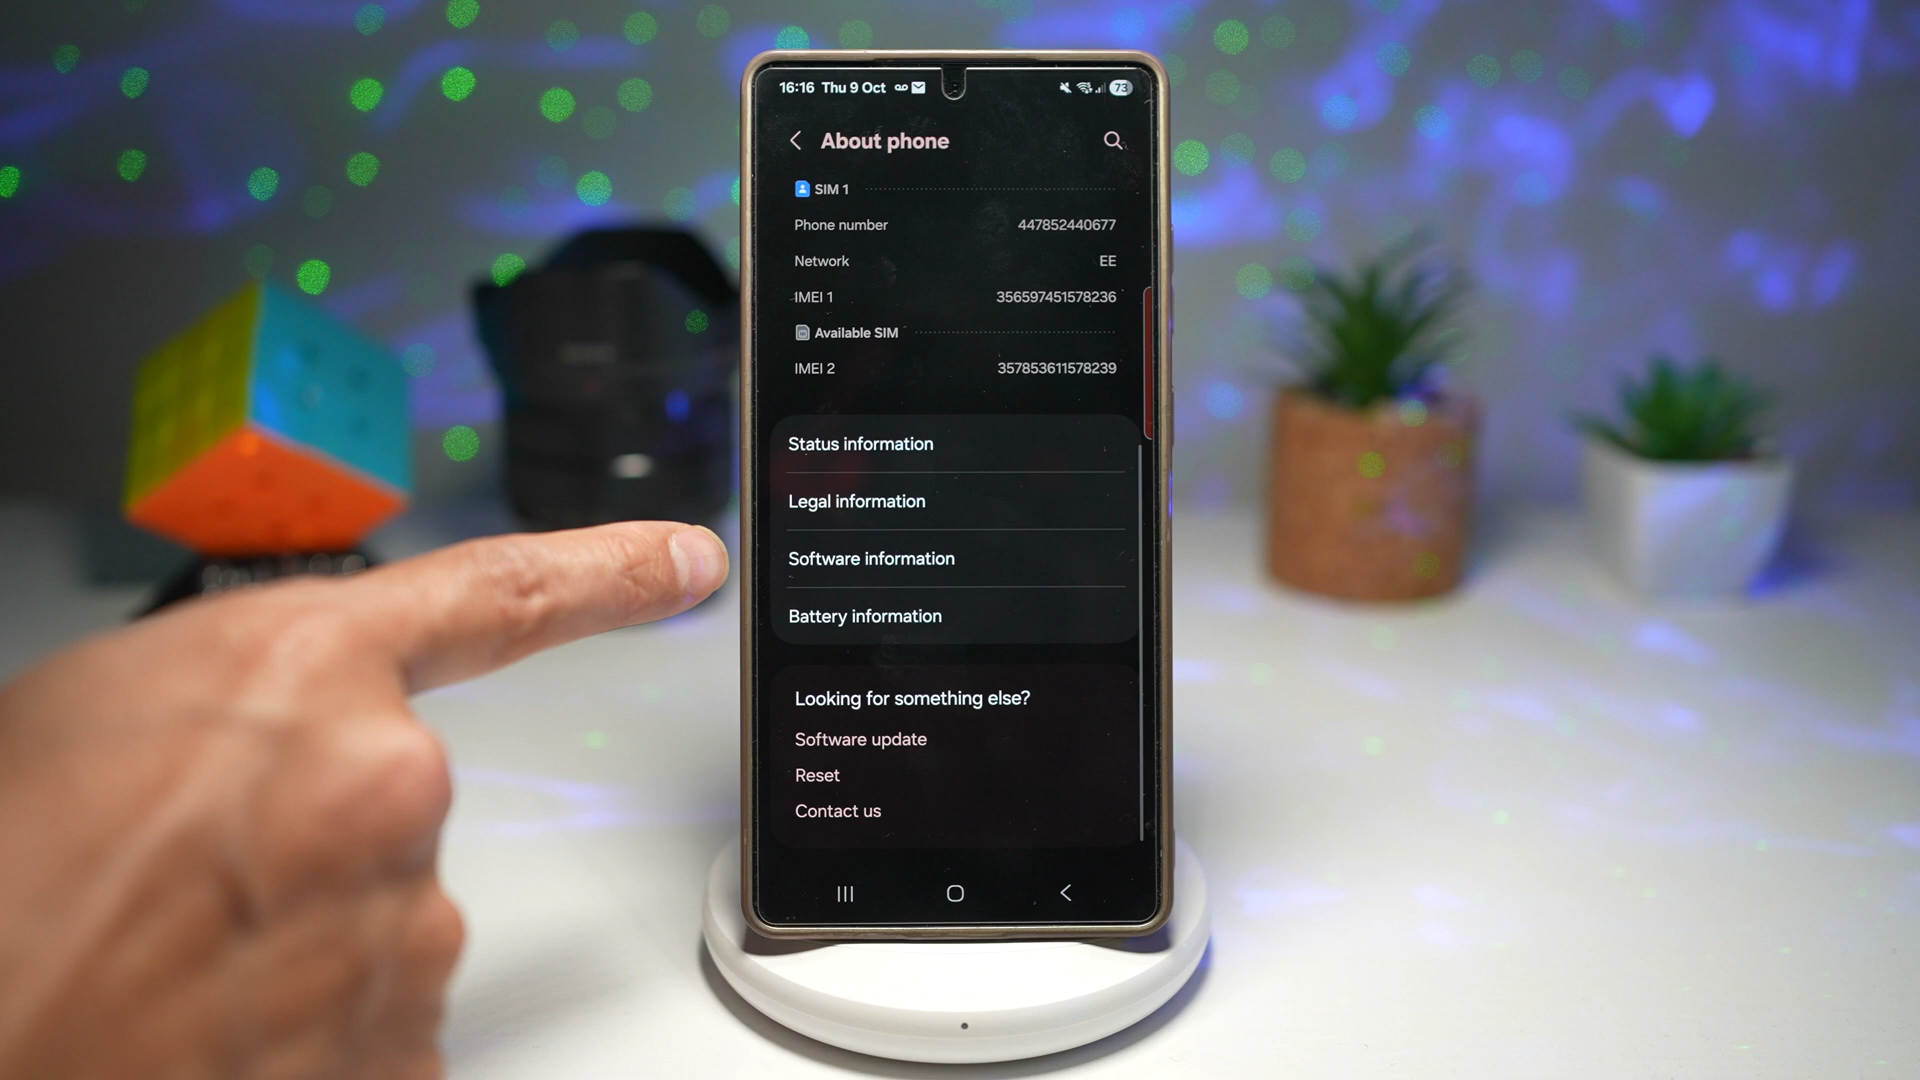 16:16 Thu 9 Oct 73
About phone
SIM 1
Phone number 447852440677
Network EE
IMEI 1 356597451578236
Available SIM
IMEI 2 357853611578239
Status information
Legal information
Software information
Battery information
Looking for something else?
Software update
Reset
Contact us